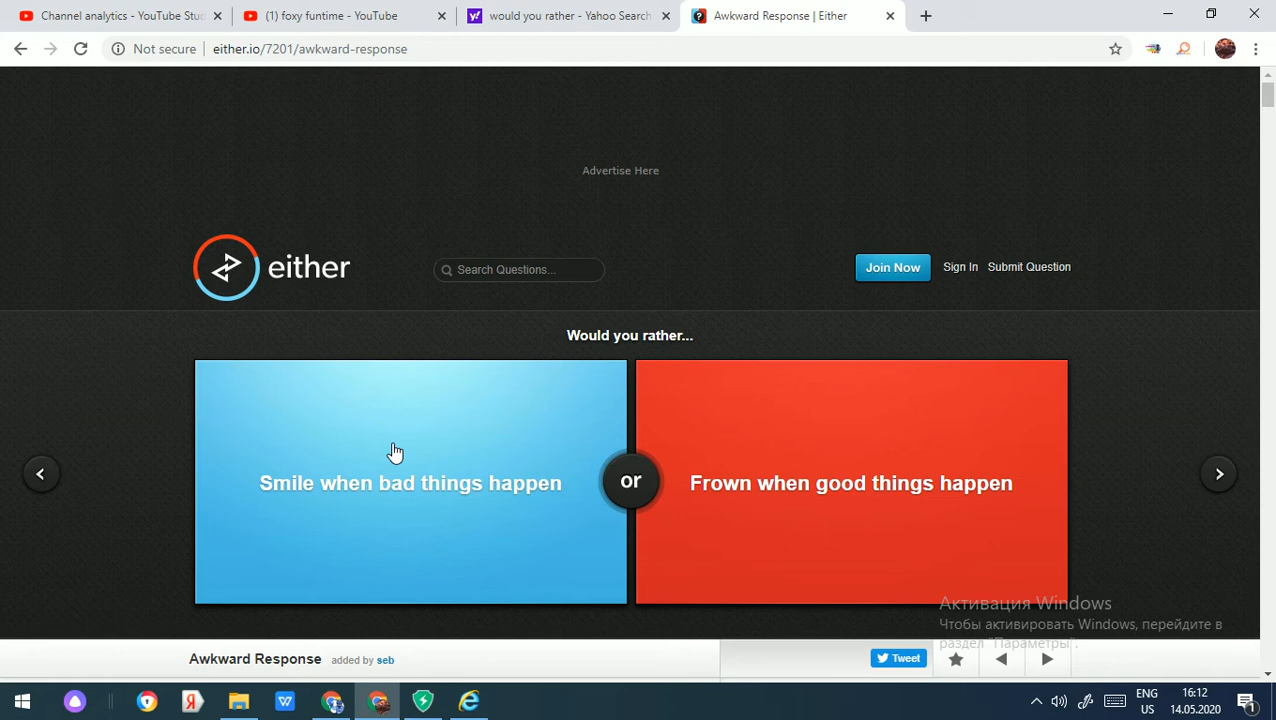 Channel analytics - YouTube Stu
(1) foxy funtime - YouTube
would you rather - Yahoo Search
Awkward Response | Either
Not secure
either.io/7201/awkward-response
Advertise Here
either
Search Questions...
Join Now
Sign In
Submit Question
Would you rather...
Smile when bad things happen
or
Frown when good things happen
Активация Windows
Чтобы активировать Windows, перейдите в
раздел "Параметры".
Awkward Response added by seb
Tweet
ENG
US
16:12
14.05.2020
1